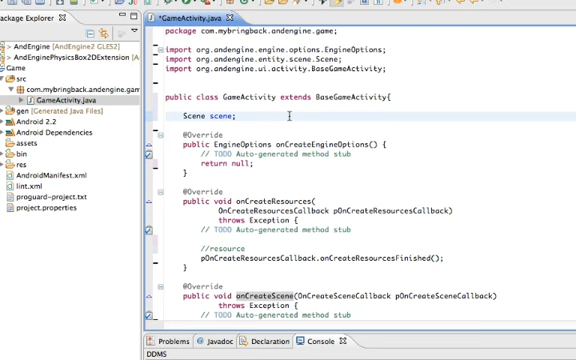 Package Explorer
*GameActivity.java
AndEngine AndEngine2 GLES2)
AndEnginePhysicsBox2DExtension
Game
src
com.mybringback.andengine.gam
GameActivity.java
gen [Generated Java Files]
Android 2.2
Android Dependencies
assets
bin
res
AndroidManifest.xml
lint.xml
proguard-project.txt
project.properties
package com.mybringback.andengine.game;
import org.andengine.engine.options.EngineOptions;
import org.andengine.entity.scene.Scene;
import org.andengine.ui.activity.BaseGameActivity;
public class GameActivity extends BaseGameActivity{
Scene scene;
@Override
public EngineOptions onCreateEngineOptions() {
// TODO Auto-generated method stub
return null;
}
@Override
public void onCreateResources(
OnCreateResourcesCallback pOnCreateResourcesCallback)
throws Exception {
// TODO Auto-generated method stub
//resource
pOnCreateResourcesCallback.onCreateResourcesFinished();
}
@Override
public void onCreateScene(OnCreateSceneCallback pOnCreateSceneCallback)
throws Exception {
// TODO Auto-generated method stub
Problems Javadoc Declaration Console
DDMS